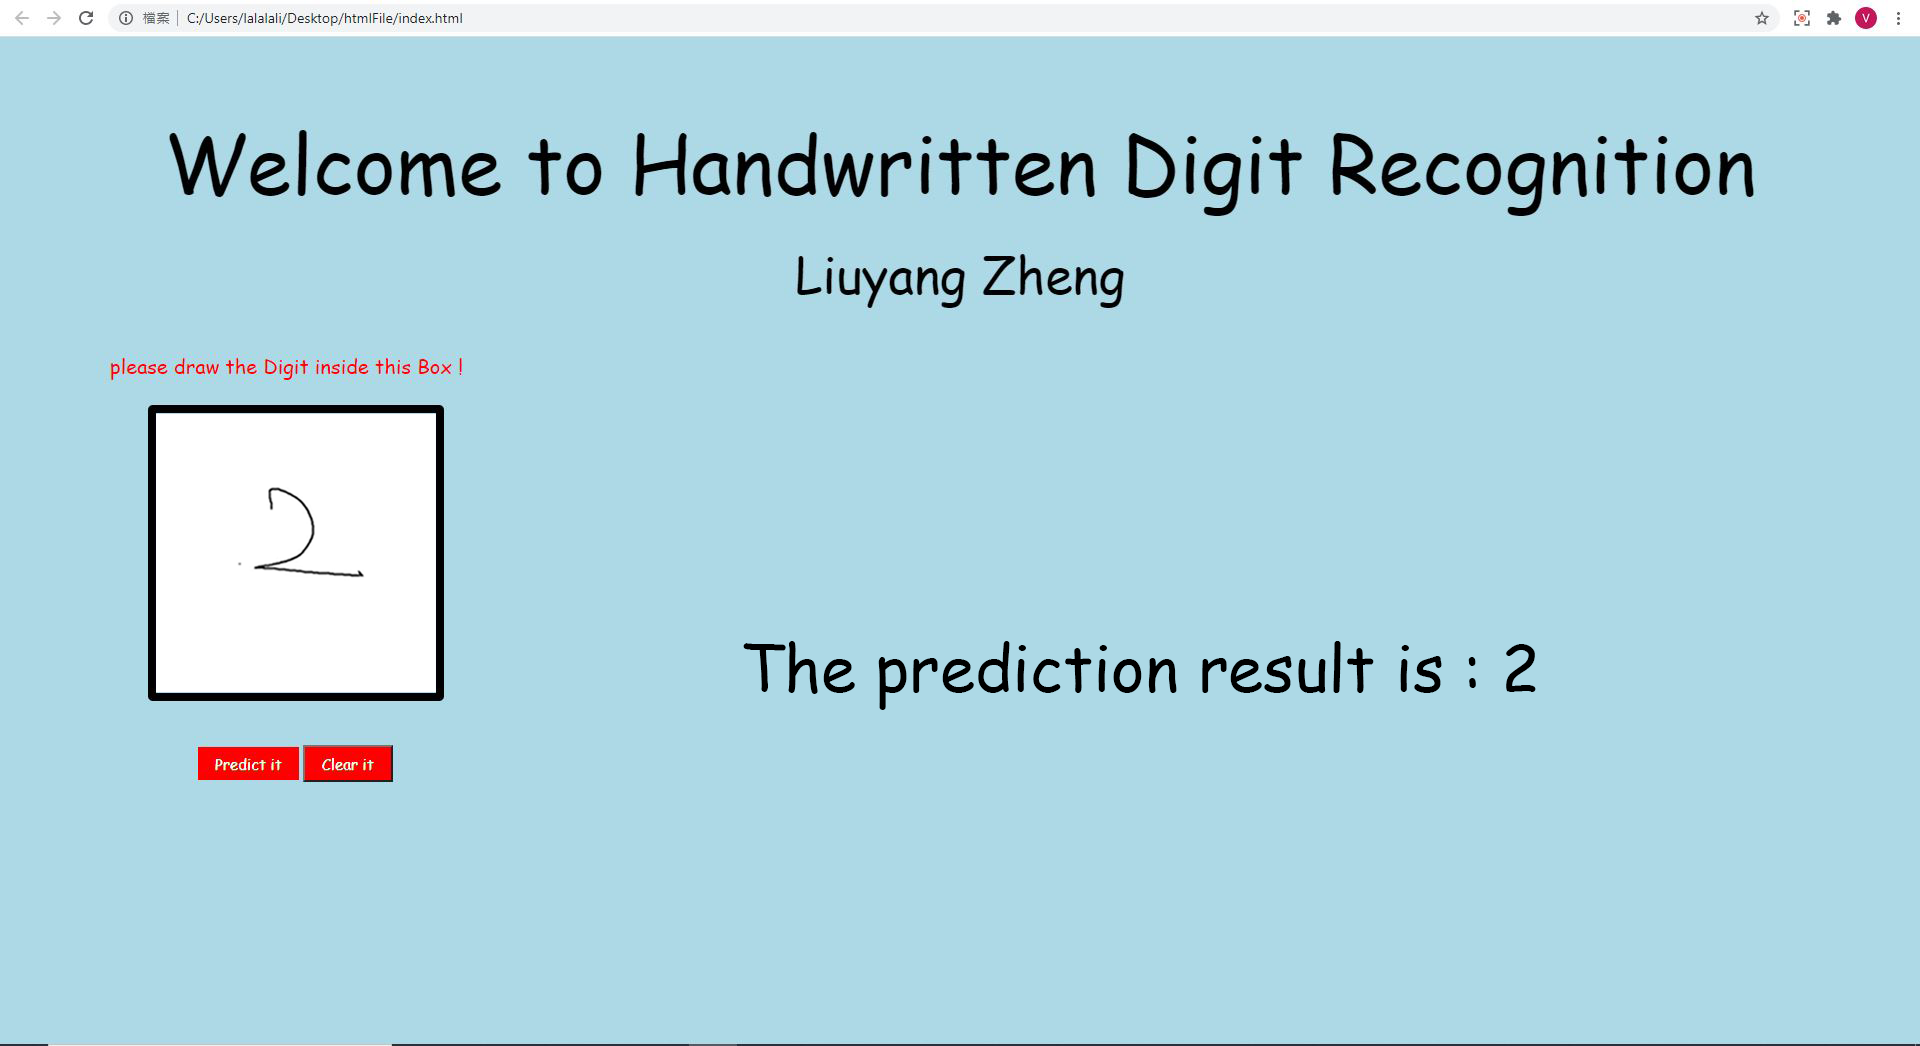 檔案 C:/Users/lalalali/Desktop/htmlFile/index.html V
Welcome to Handwritten Digit Recognition
Liuyang Zheng
please draw the Digit inside this Box !
2
The prediction result is : 2
Predict it Clear it